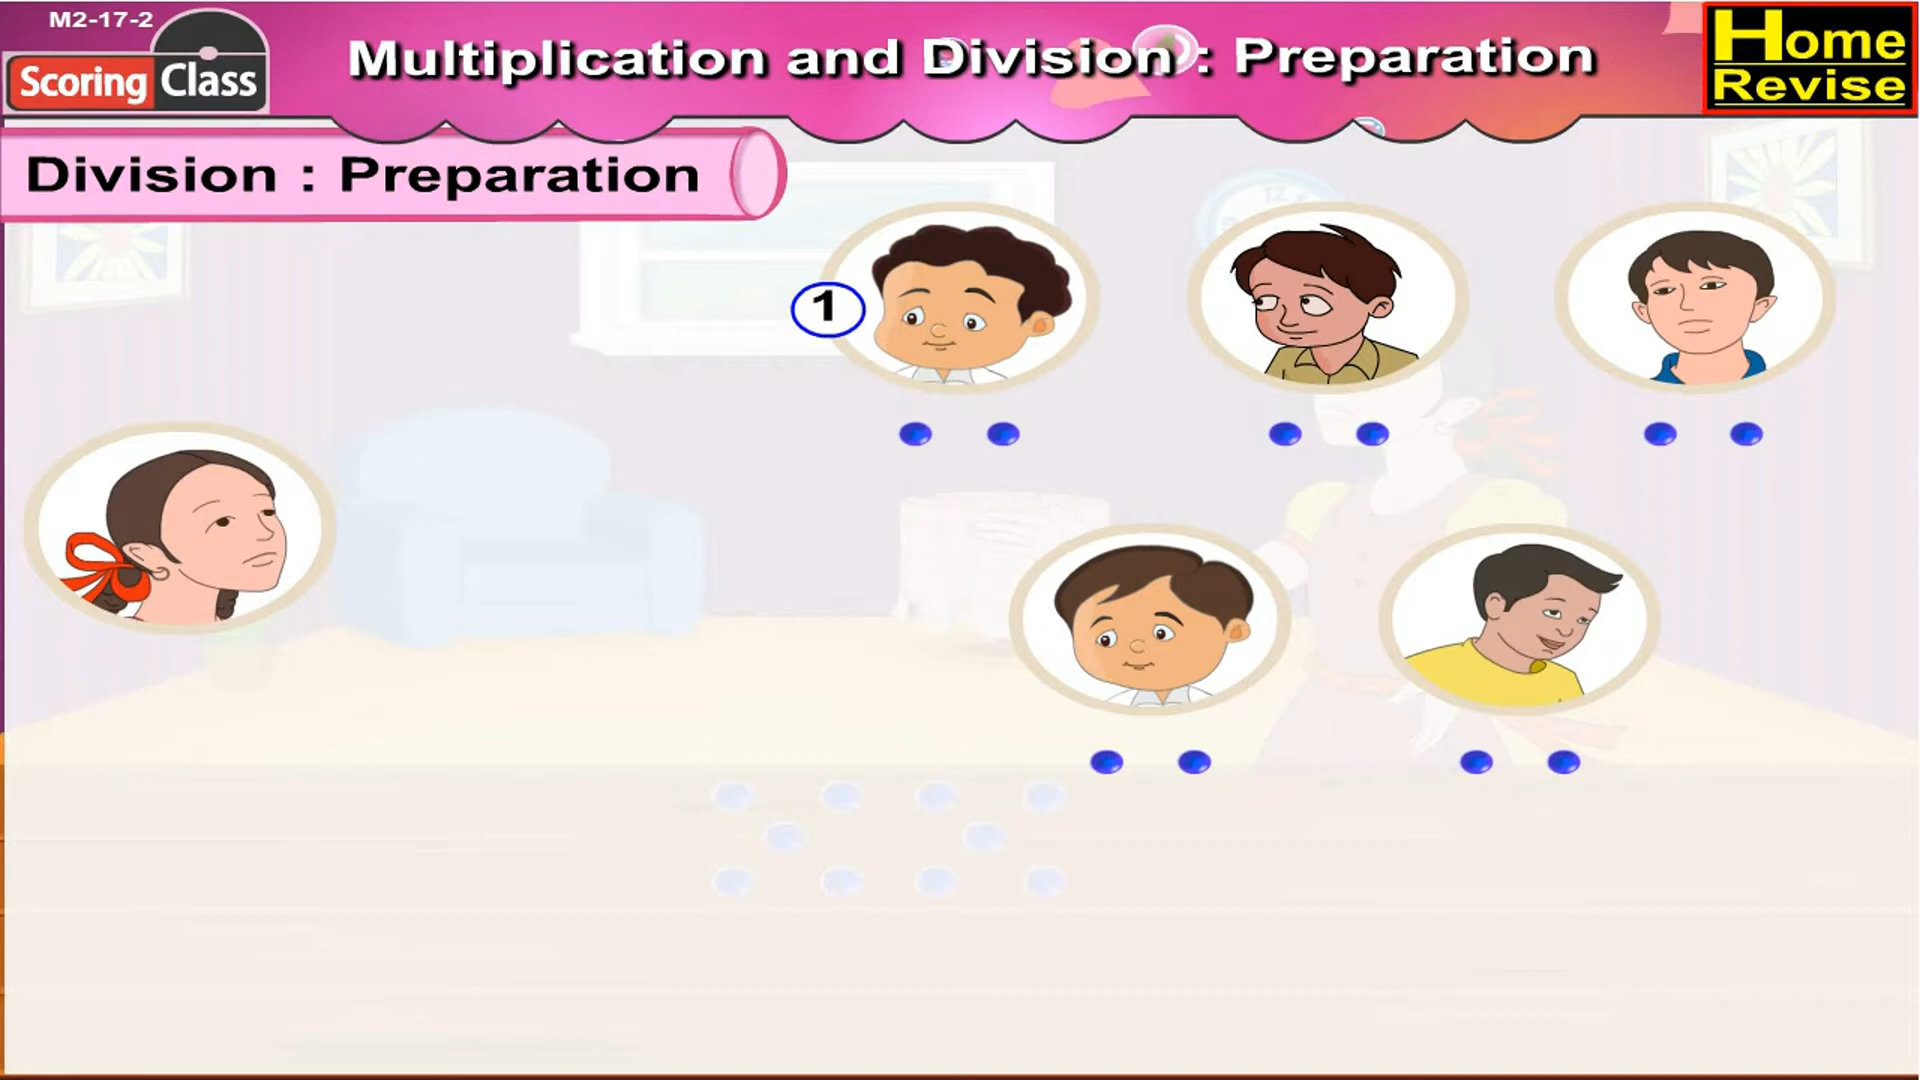 M2-17-2
Scoring Class
Multiplication and Division : Preparation
Home
Revise
Division : Preparation
1